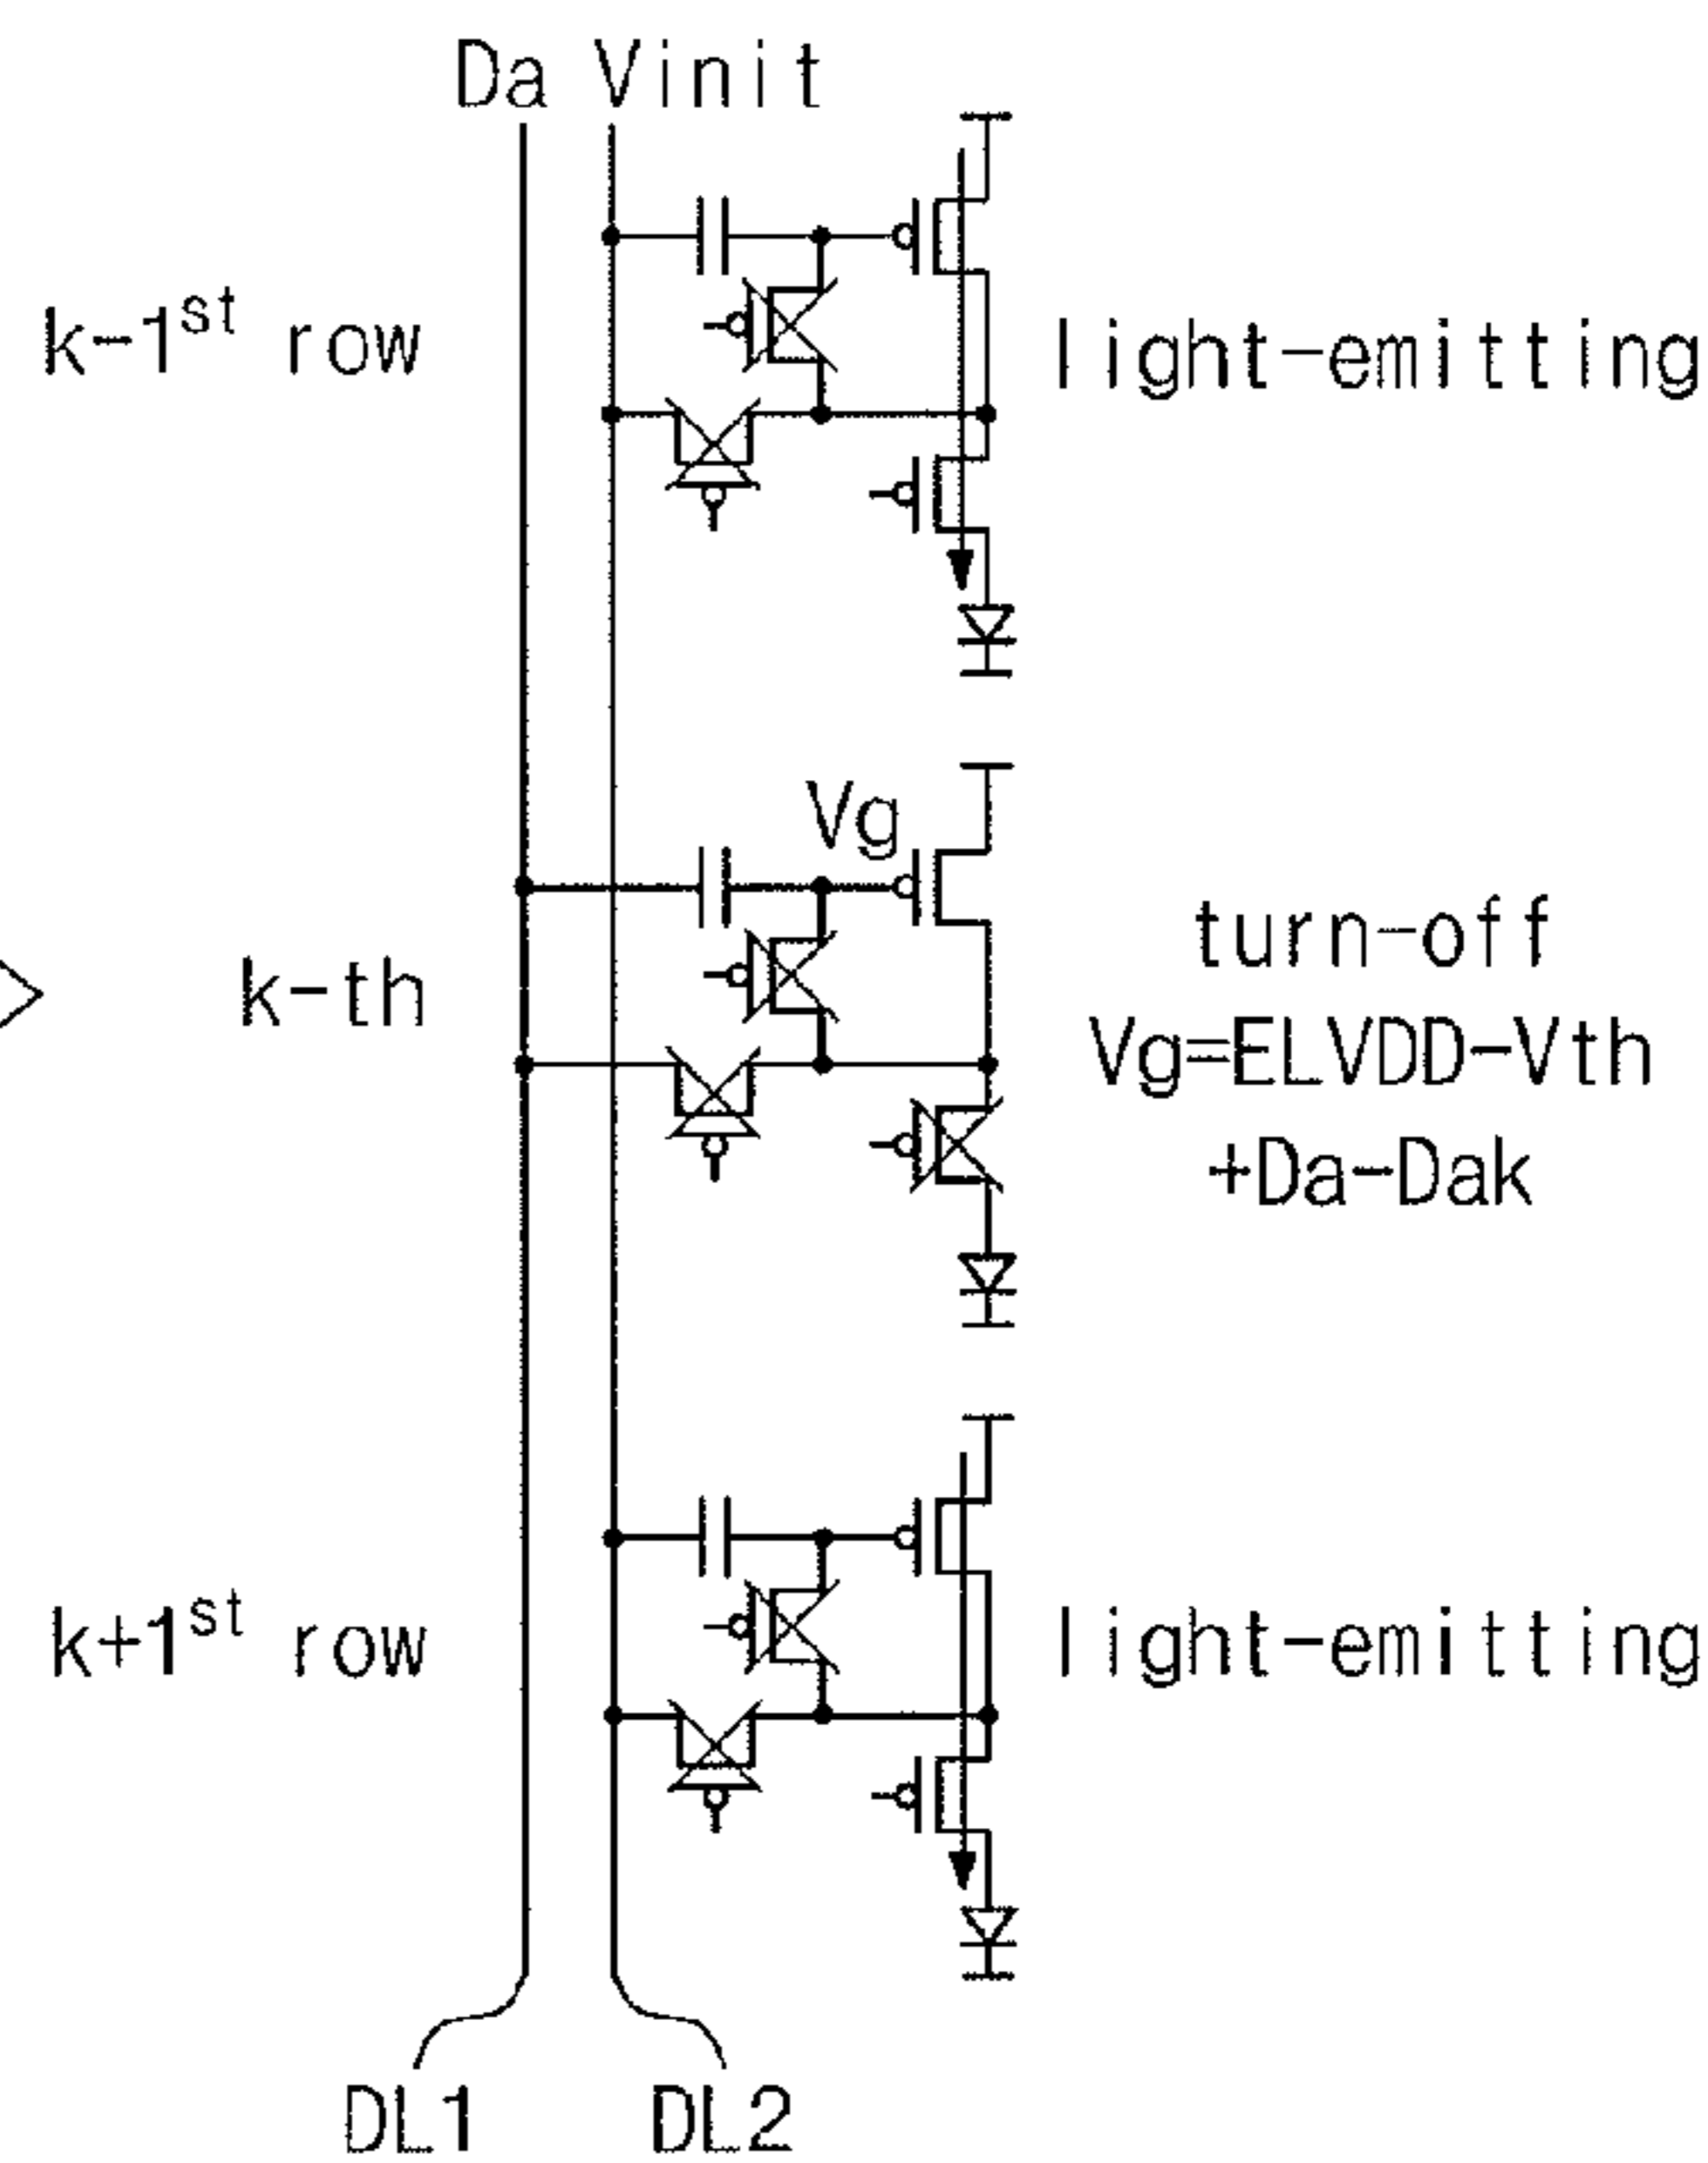 Da Vinit
k-1st row
light-emitting
Vg
k-th
turn-off
Vg=ELVDD-Vth
+Da-Dak
k+1st row
light-emitting
DL1
DL2